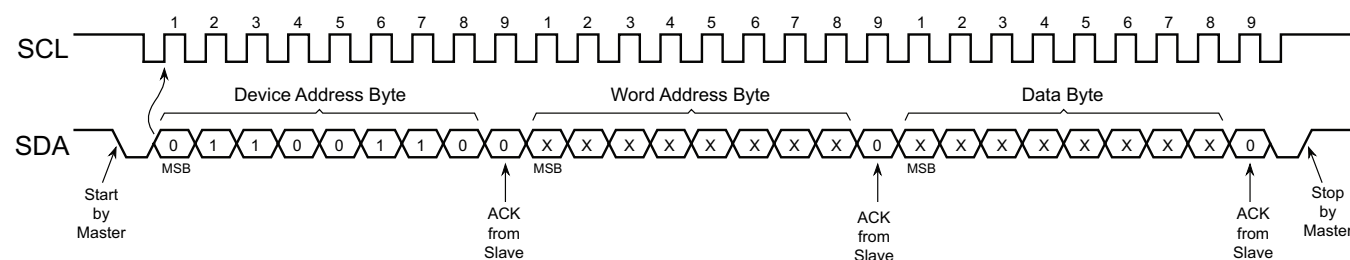 1 2 3 4 5 6 7 8 9 1 2 3 4 5 6 7 8 9 1 2 3 4 5 6 7 8 9
SCL
Device Address Byte Word Address Byte Data Byte
SDA 0 1 1 0 0 1 1 0 0 X X X X X X X X 0 X X X X X X X X 0
MSB MSB MSB
Start
by
Master
ACK
from
Slave
ACK
from
Slave
ACK
from
Slave
Stop
by
Master